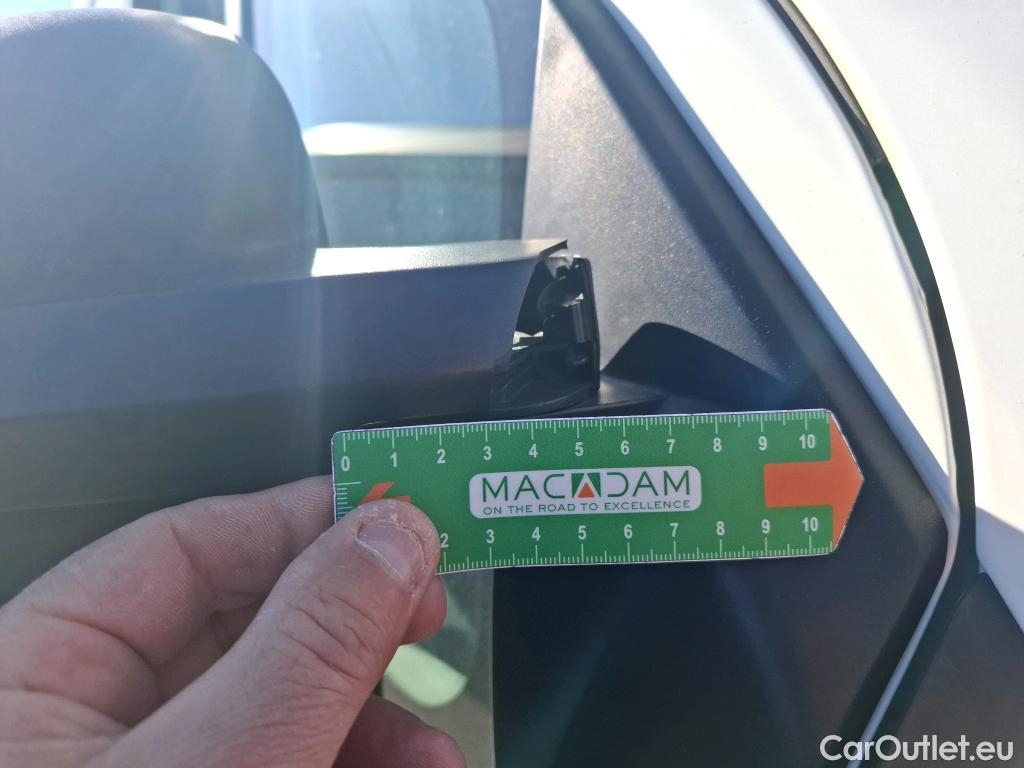 0 1 2 3 4 5 6 7 8 9 10
MACADAM
ON THE ROAD TO EXCELLENCE
2 3 4 5 6 7 8 9 10
CarOutlet.eu